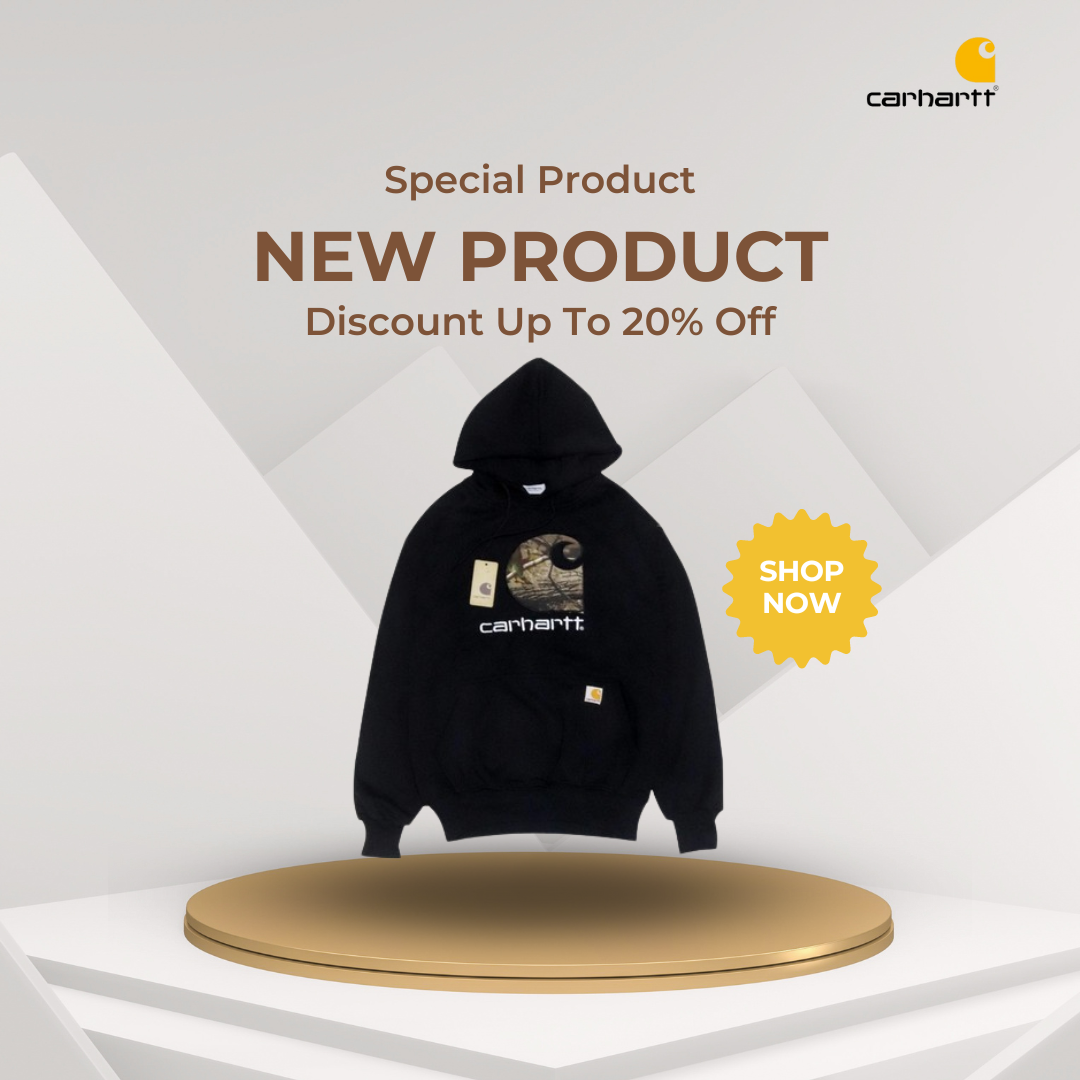 carhartt®
Special Product
NEW PRODUCT
Discount Up To 20% Off
SHOP
NOW
carhartt